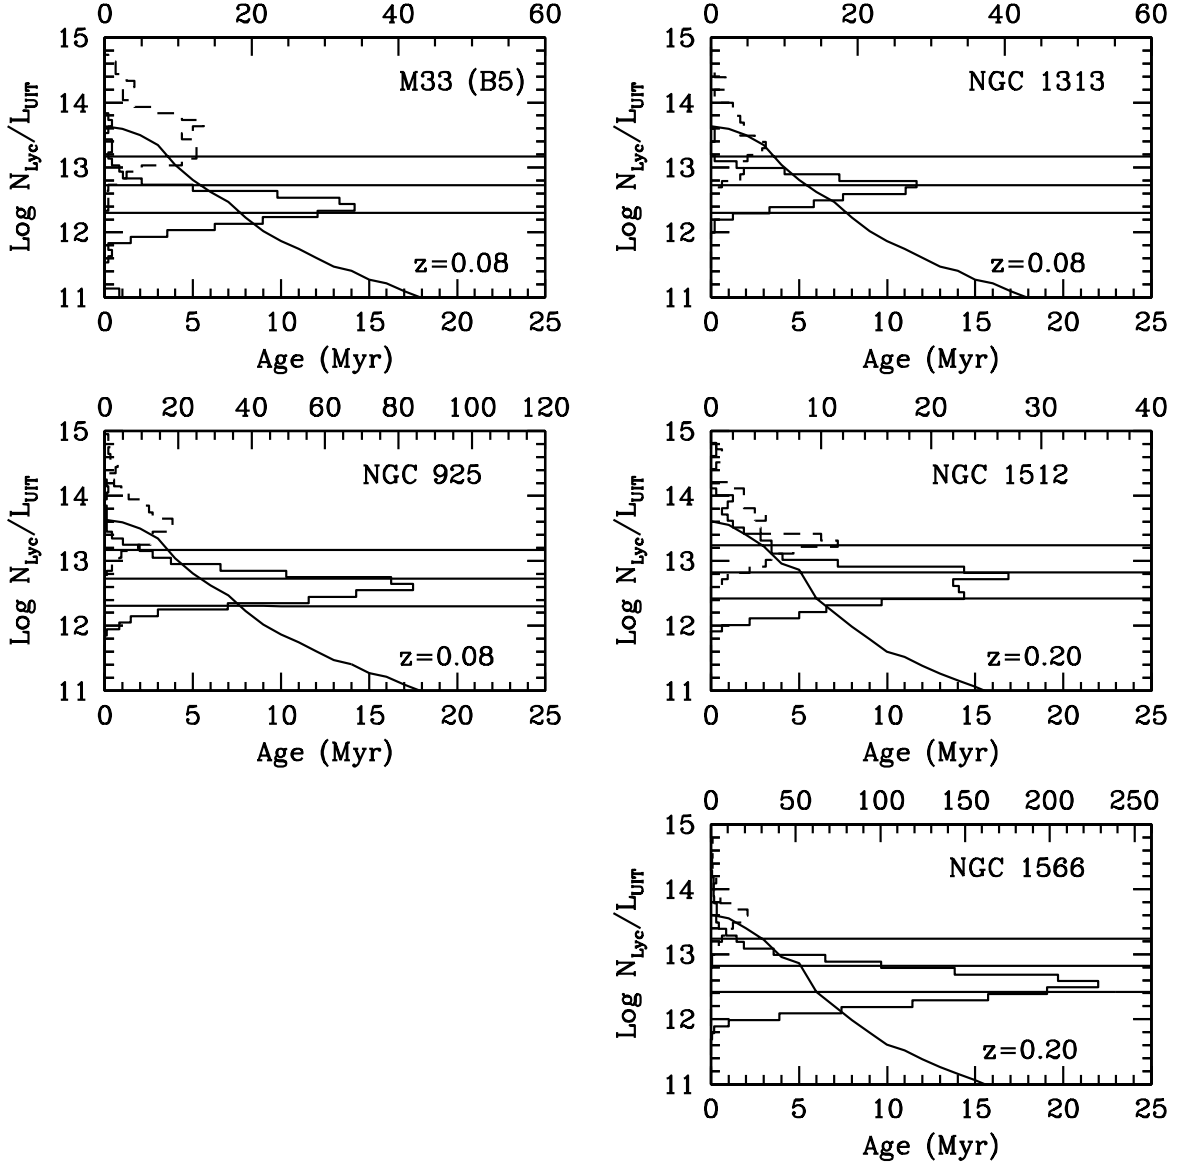 0 20 40 60
15
14
13
12
11
Log N_Lyc/L_UIT
M33 (B5)
z=0.08
0 5 10 15 20 25
Age (Myr)
0 20 40 60
15
14
13
12
11
Log N_Lyc/L_UIT
NGC 1313
z=0.08
0 5 10 15 20 25
Age (Myr)
0 20 40 60 80 100 120
15
14
13
12
11
Log N_Lyc/L_UIT
NGC 925
z=0.08
0 5 10 15 20 25
Age (Myr)
0 10 20 30 40
15
14
13
12
11
Log N_Lyc/L_UIT
NGC 1512
z=0.20
0 5 10 15 20 25
Age (Myr)
0 50 100 150 200 250
15
14
13
12
11
Log N_Lyc/L_UIT
NGC 1566
z=0.20
0 5 10 15 20 25
Age (Myr)